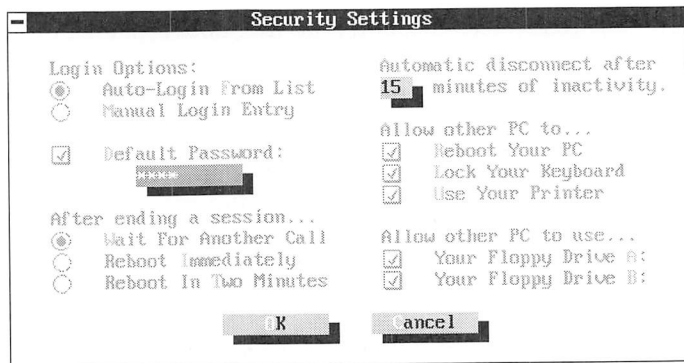 Security Settings
Login Options:
Auto-Login From List
Manual Login Entry
Default Password:
****
After ending a session...
Wait For Another Call
Reboot Immediately
Reboot In Two Minutes
Automatic disconnect after
15 minutes of inactivity.
Allow other PC to...
Reboot Your PC
Lock Your Keyboard
Use Your Printer
Allow other PC to use...
Your Floppy Drive A:
Your Floppy Drive B:
OK
Cancel